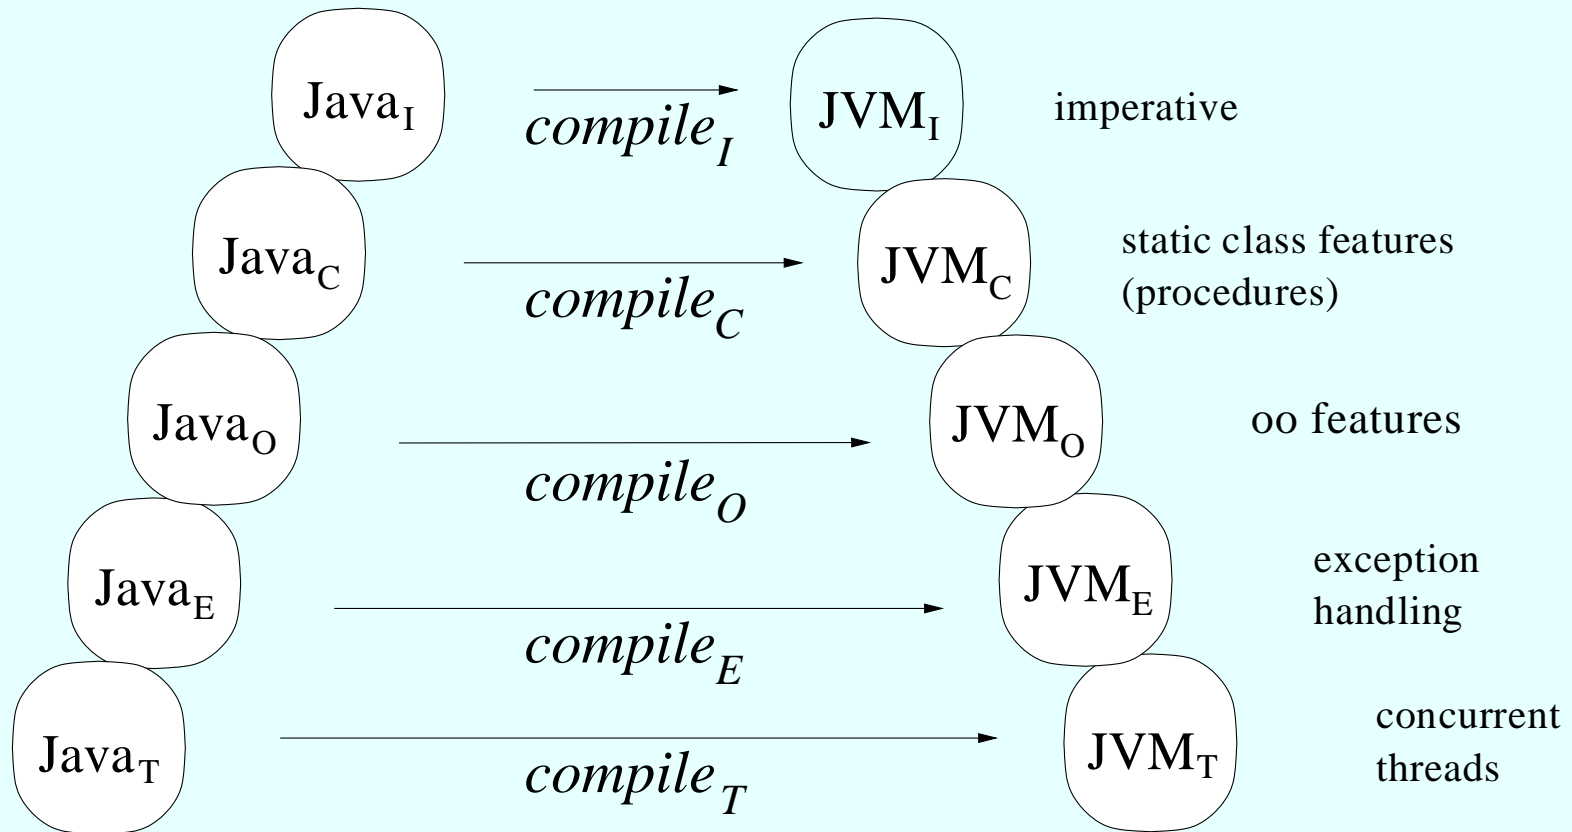 Java_I compile_I JVM_I imperative
Java_C compile_C JVM_C static class features
(procedures)
Java_O compile_O JVM_O oo features
Java_E compile_E JVM_E exception
handling
Java_T compile_T JVM_T concurrent
threads